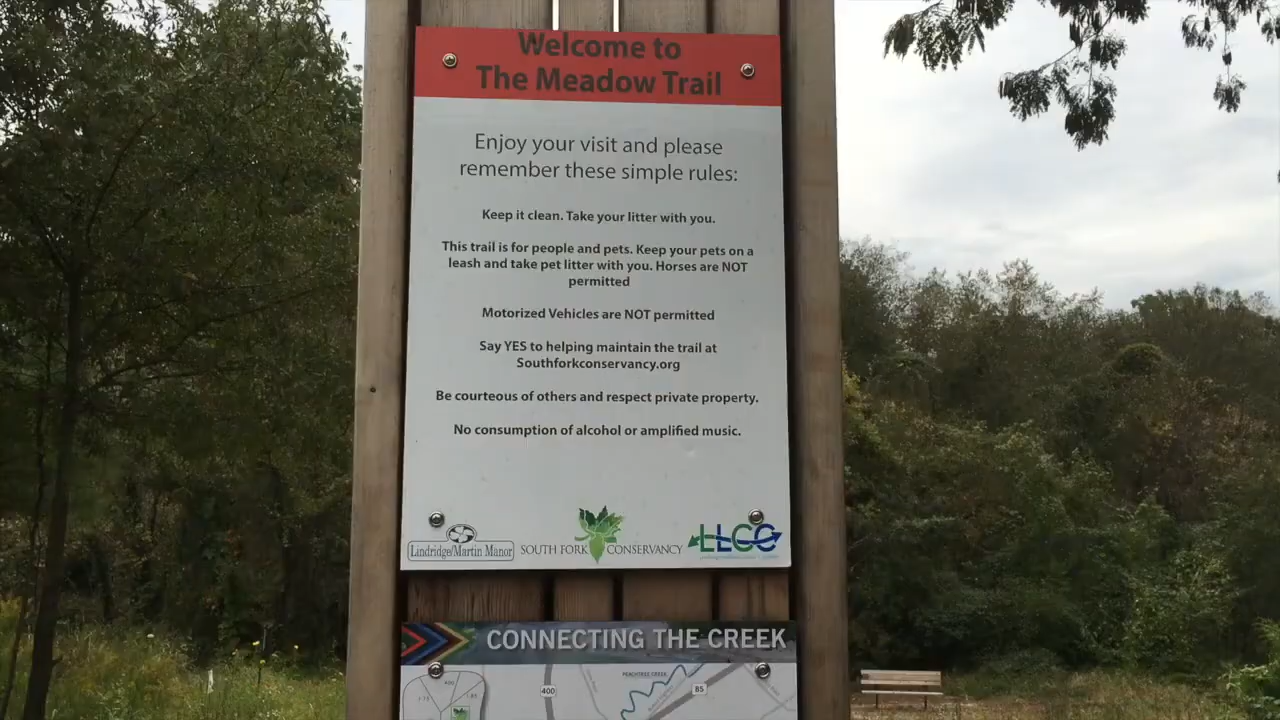 Welcome to
The Meadow Trail
Enjoy your visit and please
remember these simple rules:
Keep it clean. Take your litter with you.
This trail is for people and pets. Keep your pets on a
leash and take pet litter with you. Horses are NOT
permitted
Motorized Vehicles are NOT permitted
Say YES to helping maintain the trail at
Southforkconservancy.org
Be courteous of others and respect private property.
No consumption of alcohol or amplified music.
Lindridge/Martin Manor
SOUTH FORK CONSERVANCY
LLCC
CONNECTING THE CREEK
PEACHTREE CREEK
400
400
85
I-75
I-85